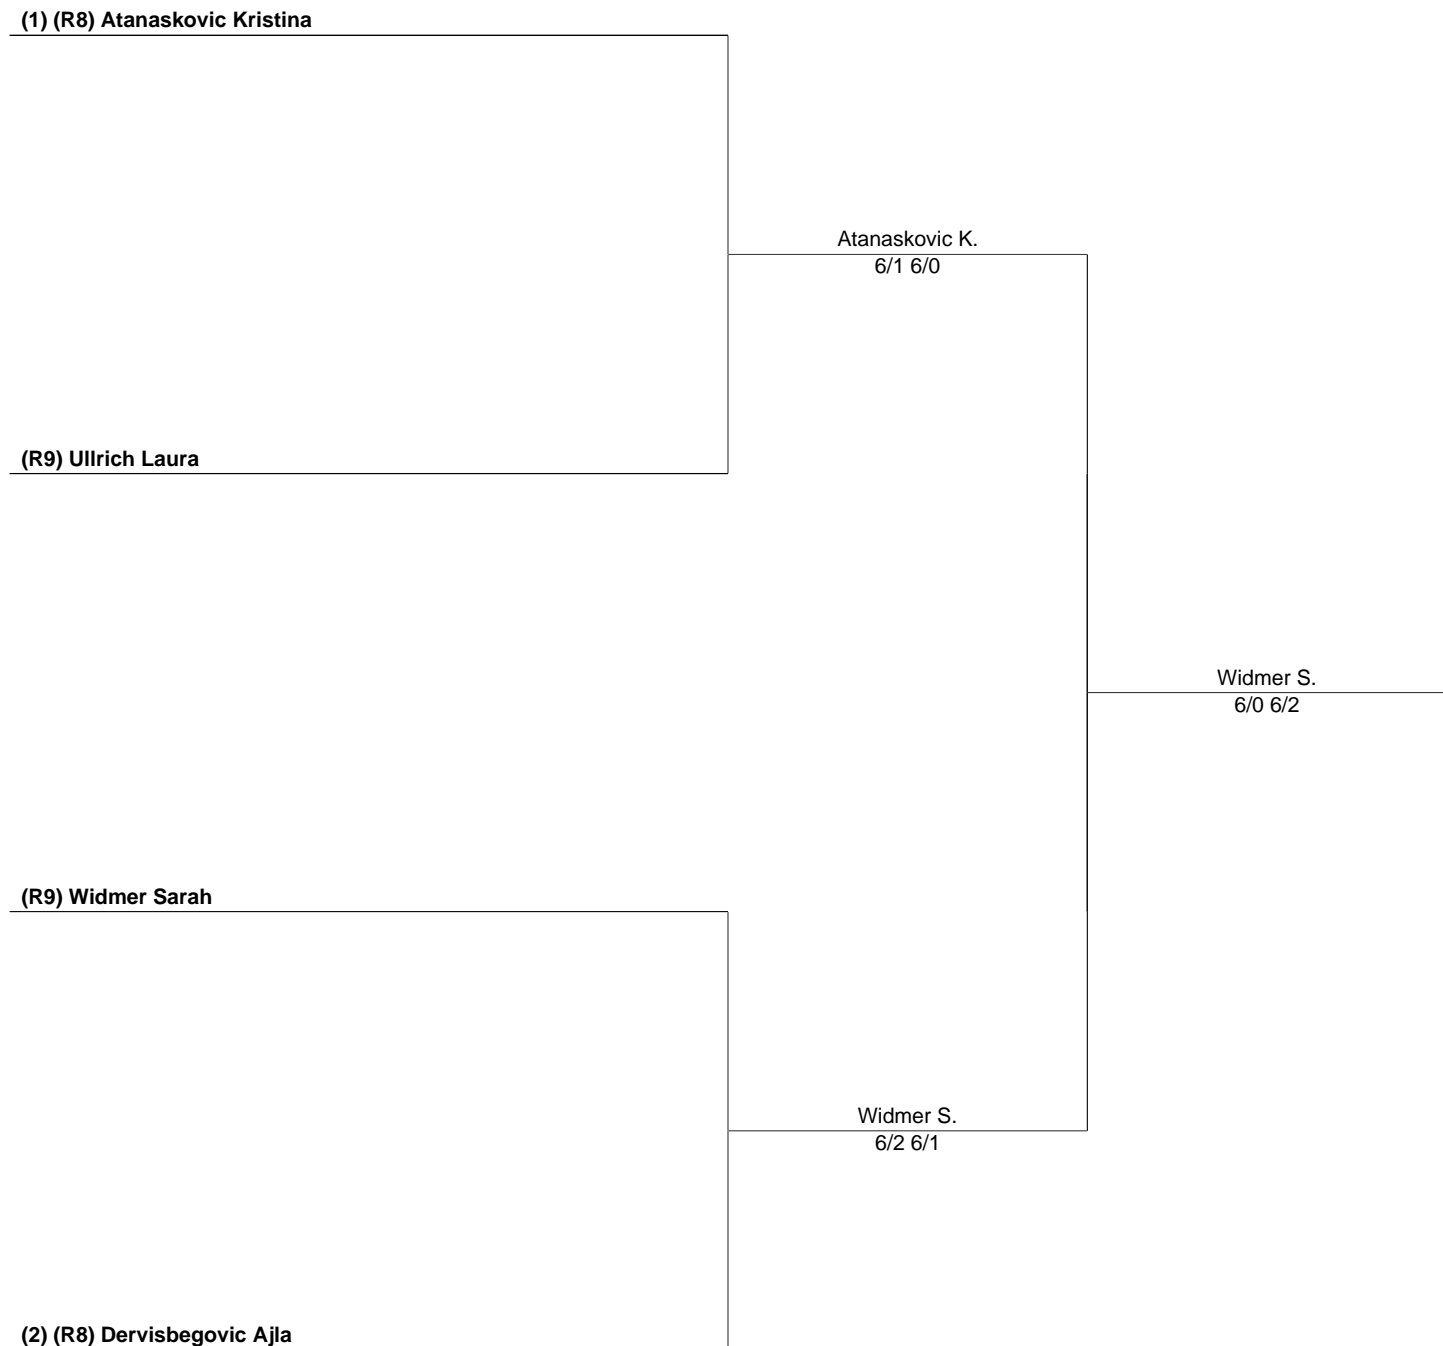 (1) (R8) Atanaskovic Kristina
Atanaskovic K.
6/1 6/0
(R9) Ullrich Laura
Widmer S.
6/0 6/2
(R9) Widmer Sarah
Widmer S.
6/2 6/1
(2) (R8) Dervisbegovic Ajla